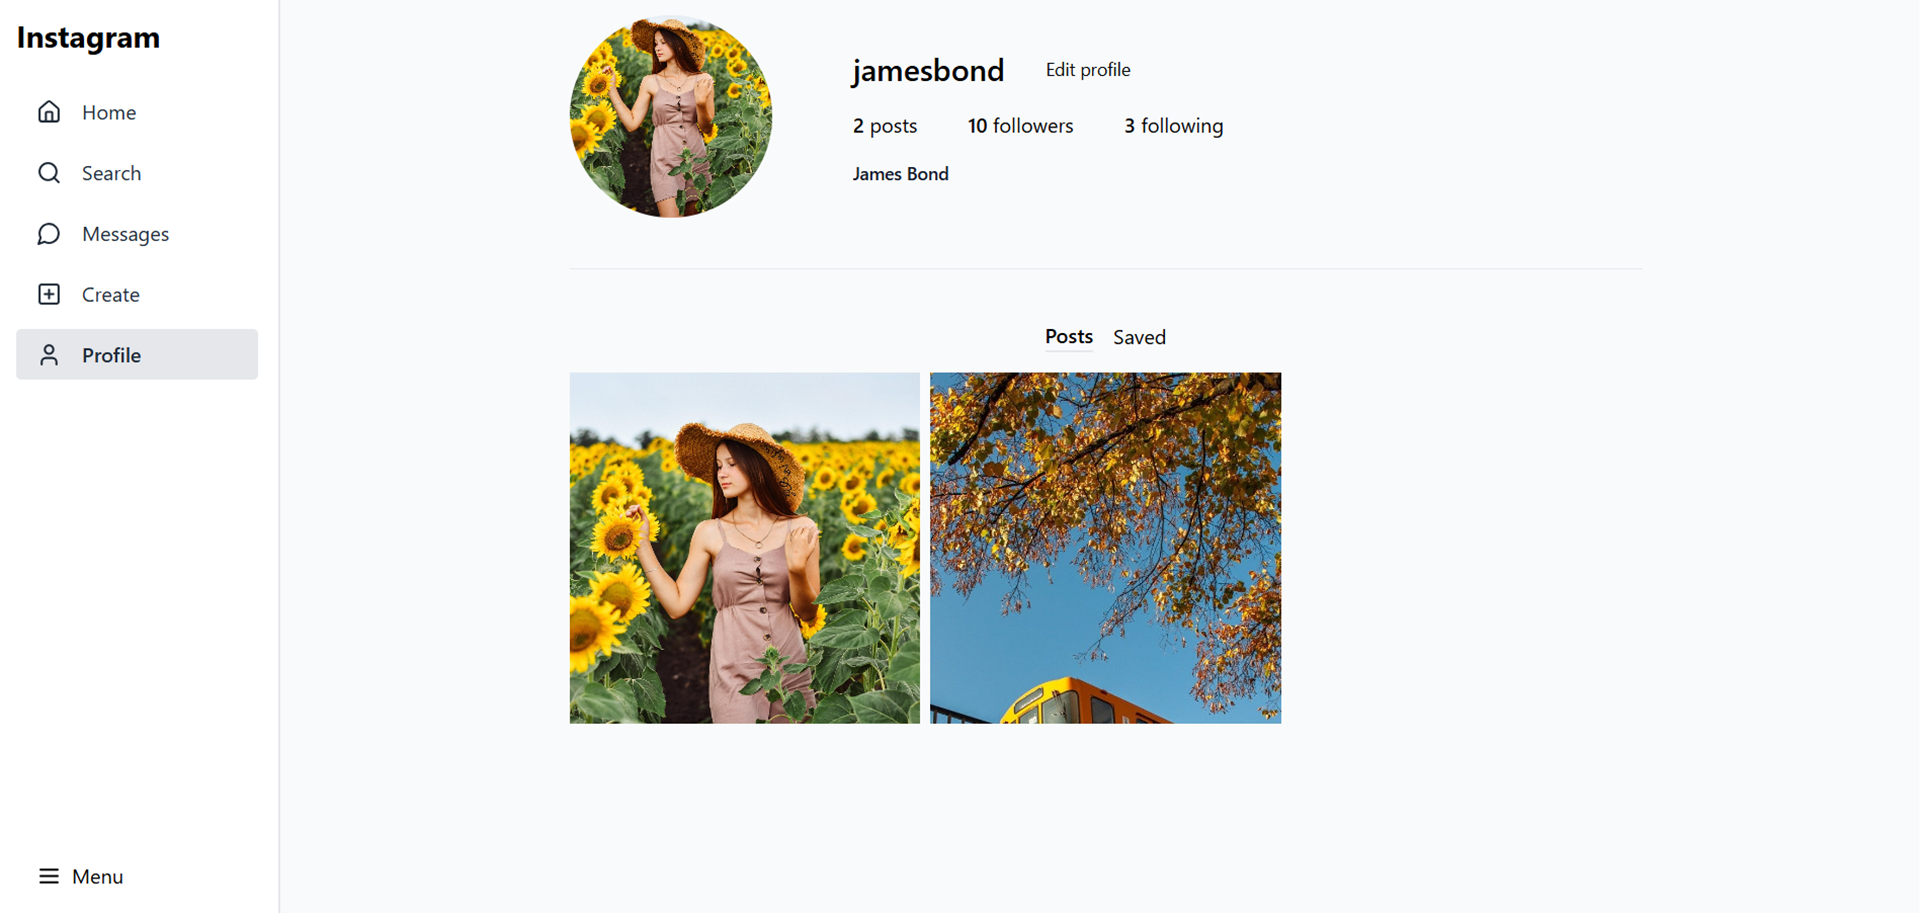 Instagram
Home
Search
Messages
Create
Profile
Menu
jamesbond Edit profile
2 posts 10 followers 3 following
James Bond
Posts Saved